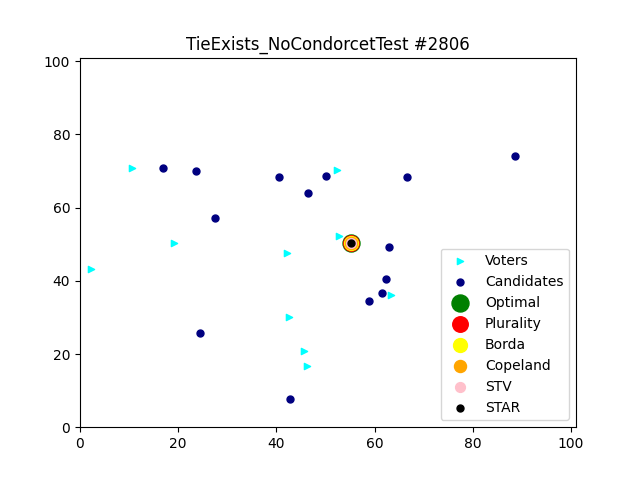 TieExists_NoCondorcetTest #2806
100
80
60
40
20
0
0 20 40 60 80 100
Voters
Candidates
Optimal
Plurality
Borda
Copeland
STV
STAR